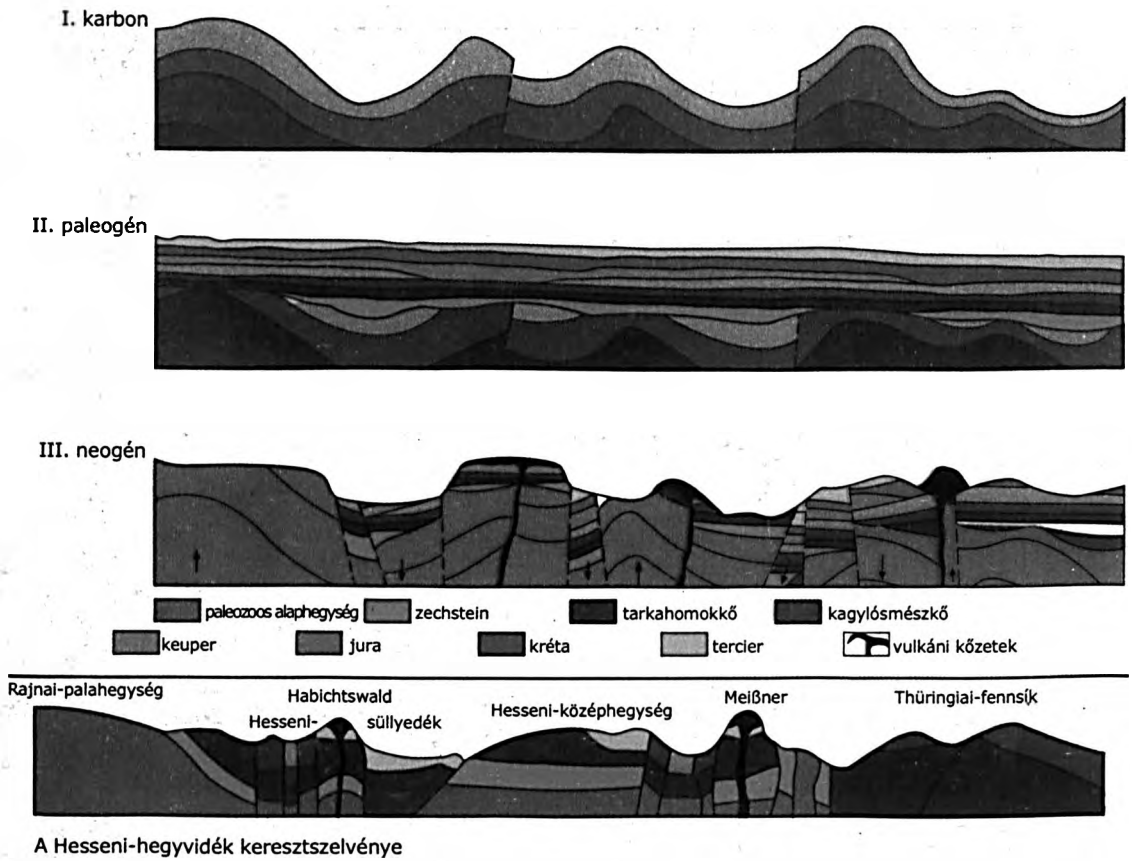 I. karbon
II. paleogén
III. neogén
paleozoos alaphegység zechstein tarkahomokkő kagylósmészkő
keuper jura kréta tercier vulkáni kőzetek
Rajnai-palahegység Habichtswald Hesseni-középhegység Meißner Thüringiai-fennsík
Hesseni- süllyedék
A Hesseni-hegyvidék keresztszelvénye